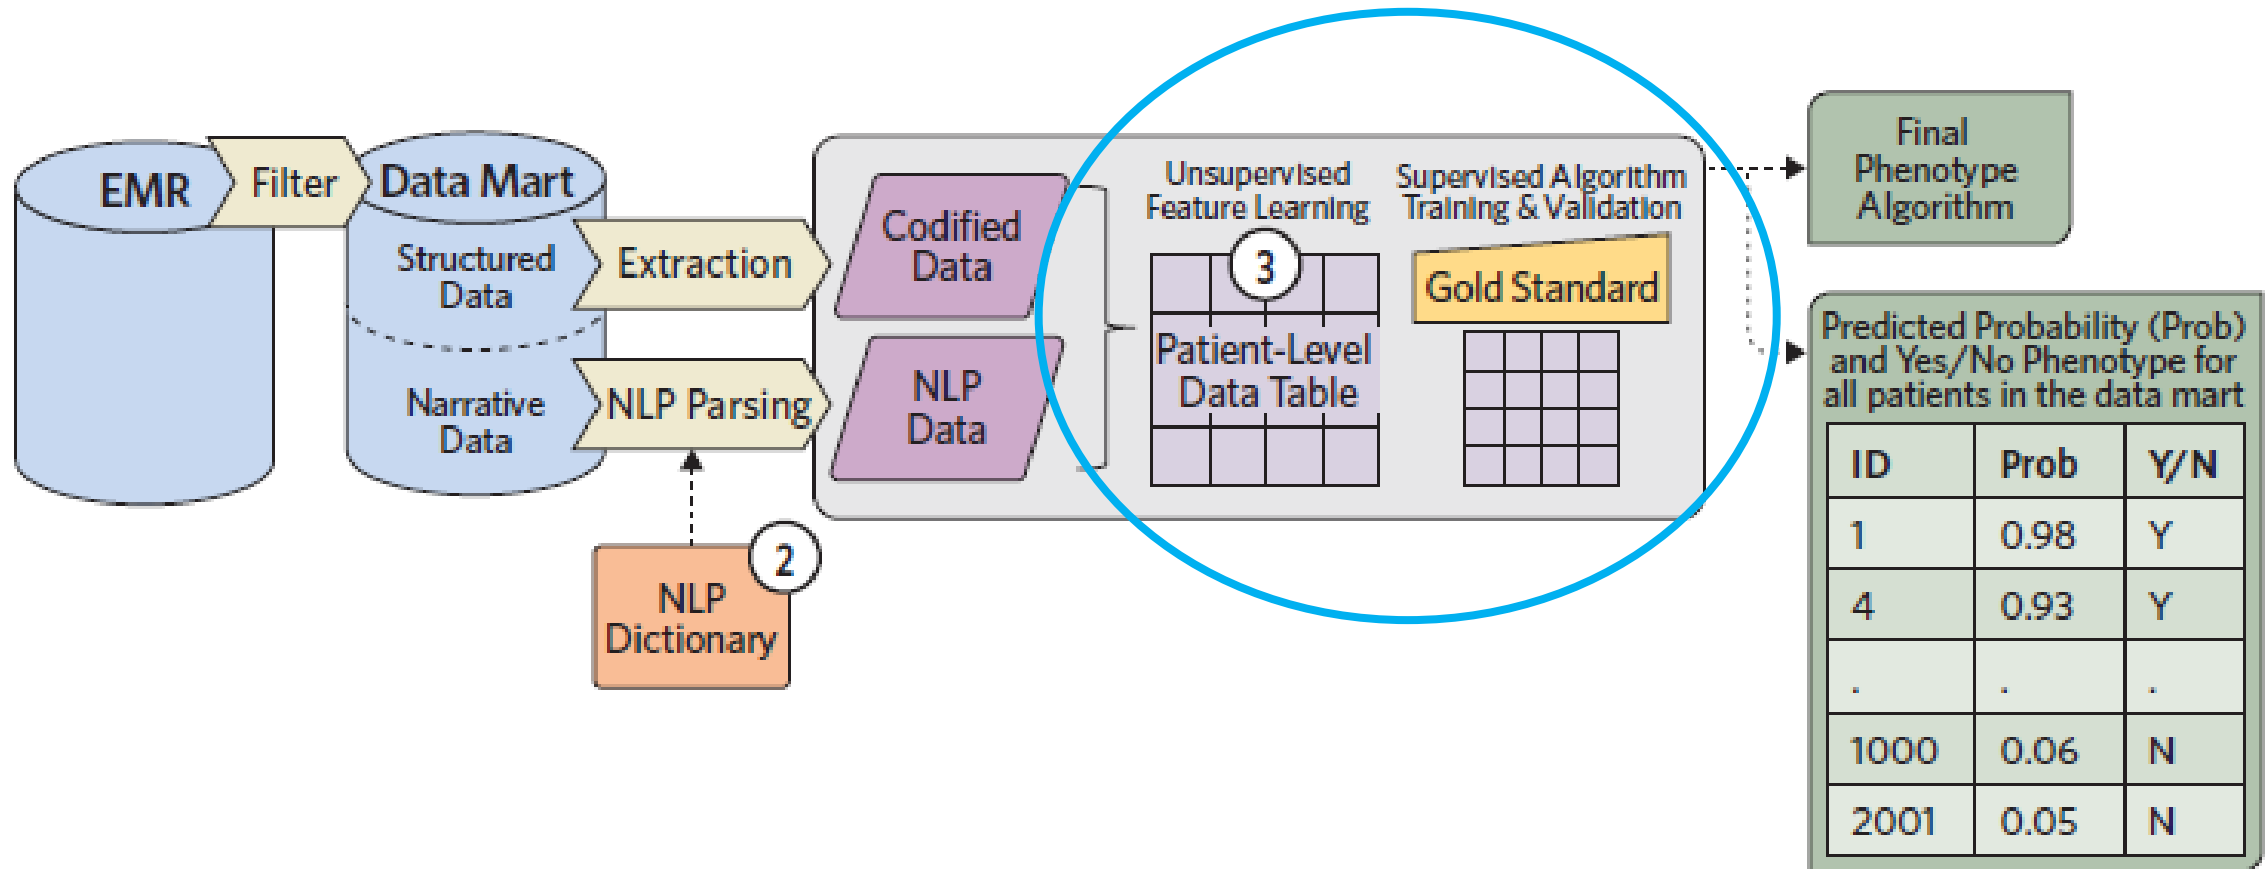 EMR
Filter
Data Mart
Structured
Data
Narrative
Data
Extraction
NLP Parsing
2
NLP
Dictionary
Codified
Data
NLP
Data
Unsupervised
Feature Learning
3
Patient-Level
Data Table
Supervised Algorithm
Training & Validation
Gold Standard
Final
Phenotype
Algorithm
Predicted Probability (Prob)
and Yes/No Phenotype for
all patients in the data mart
ID Prob Y/N
1 0.98 Y
4 0.93 Y
. . .
1000 0.06 N
2001 0.05 N